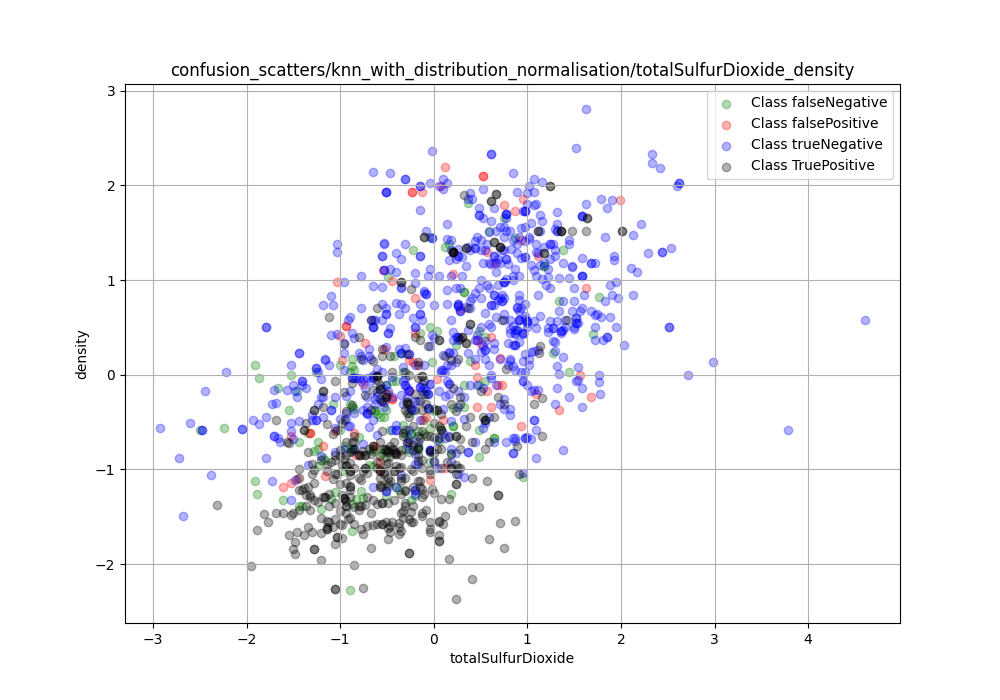 confusion_scatters/knn_with_distribution_normalisation/totalSulfurDioxide_density
Class falseNegative
Class falsePositive
Class trueNegative
Class TruePositive
3
2
1
0
−1
−2
density
−3
−2
−1
0
1
2
3
4
totalSulfurDioxide